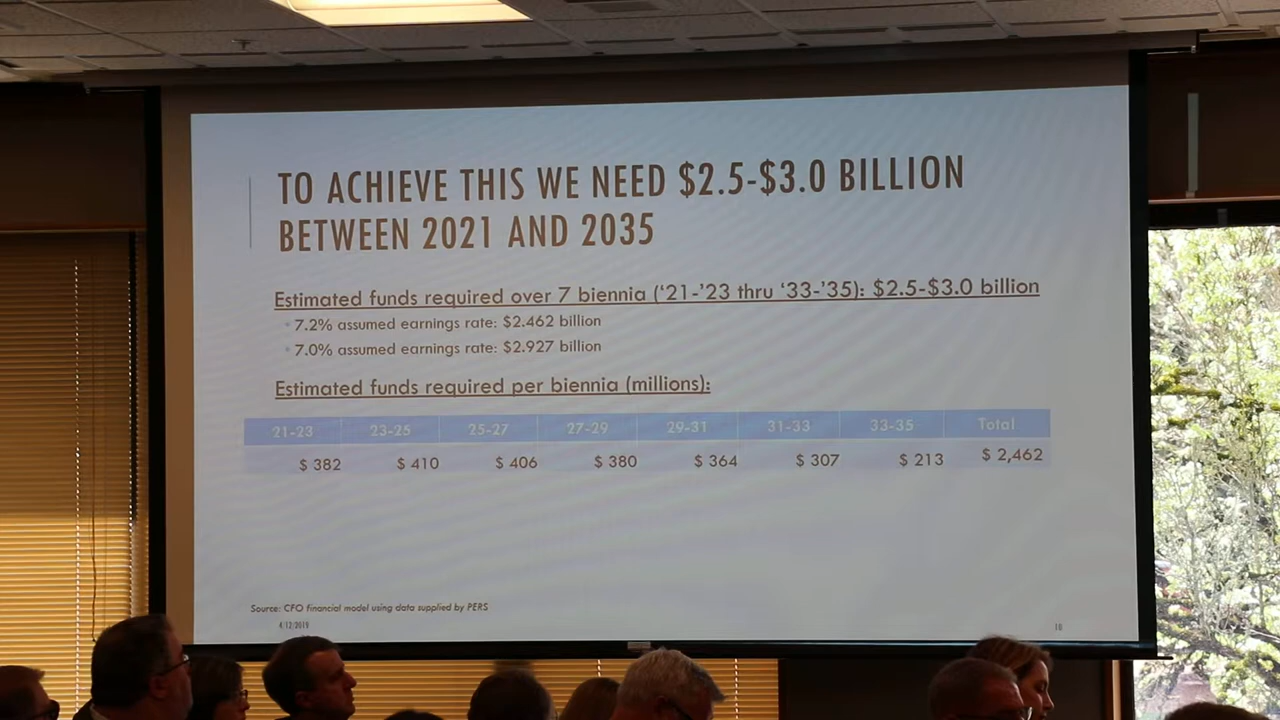 TO ACHIEVE THIS WE NEED $2.5-$3.0 BILLION
BETWEEN 2021 AND 2035
Estimated funds required over 7 biennia ('21-'23 thru '33-'35): $2.5-$3.0 billion
7.2% assumed earnings rate: $2.462 billion
7.0% assumed earnings rate: $2.927 billion
Estimated funds required per biennia (millions):
21-23 23-25 25-27 27-29 29-31 31-33 33-35 Total
$ 382 $ 410 $ 406 $ 380 $ 364 $ 307 $ 213 $ 2,462
Source: CFO financial model using data supplied by PERS
4/12/2019 10